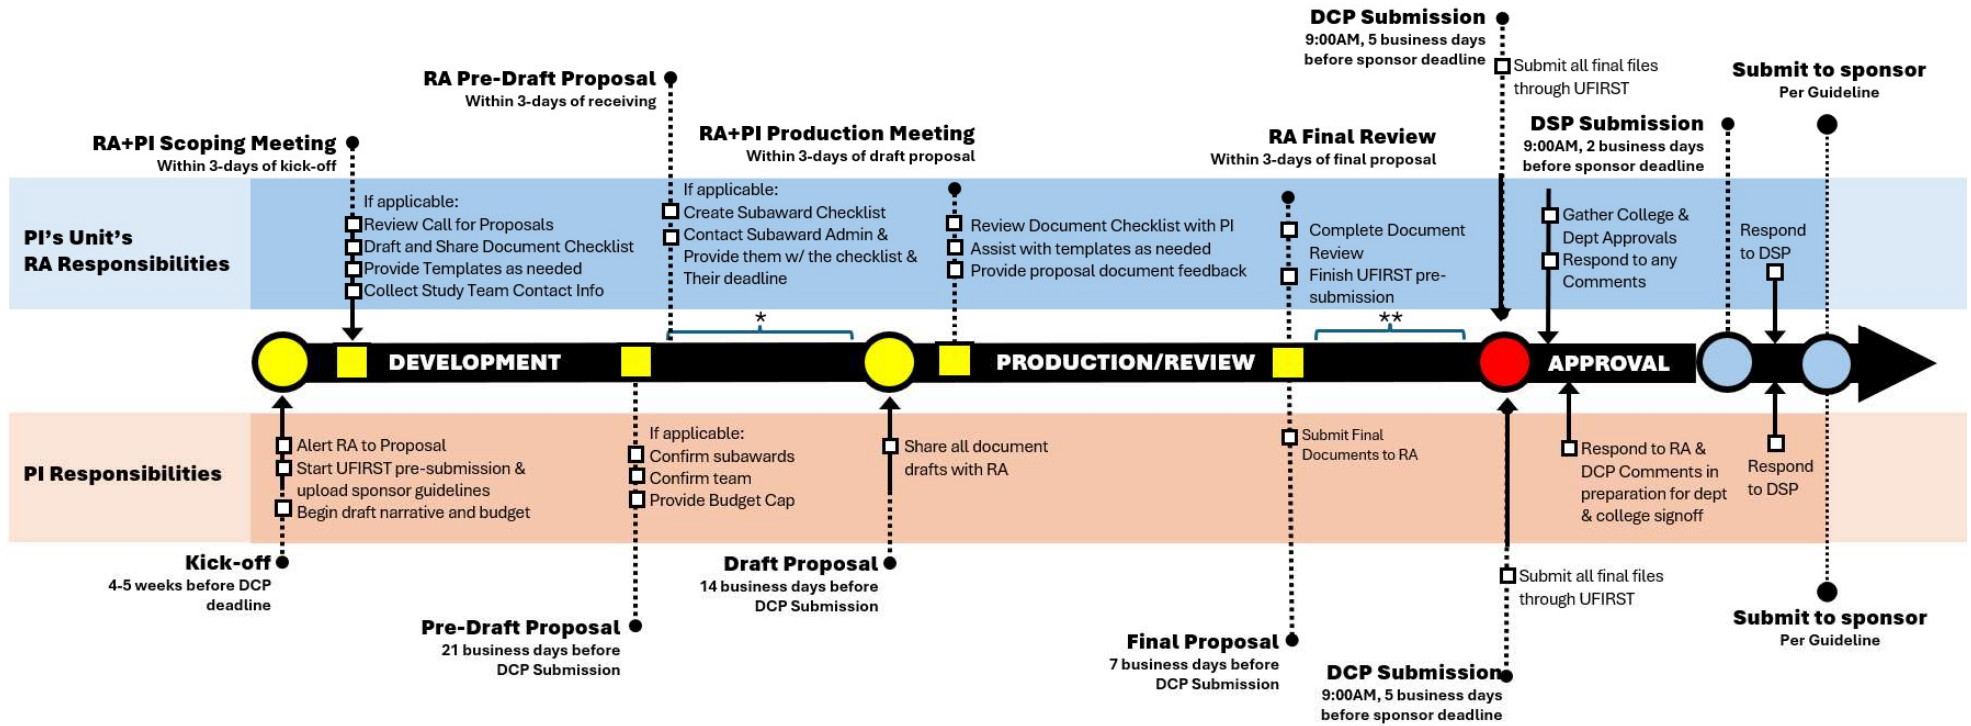 DCP Submission
9:00AM, 5 business days
before sponsor deadline
Submit all final files
through UFIRST
RA Pre-Draft Proposal
Within 3-days of receiving
Submit to sponsor
Per Guideline
RA+PI Scoping Meeting
Within 3-days of kick-off
RA+PI Production Meeting
Within 3-days of draft proposal
RA Final Review
Within 3-days of final proposal
DSP Submission
9:00AM, 2 business days
before sponsor deadline
PI's Unit's
RA Responsibilities
If applicable:
Review Call for Proposals
Draft and Share Document Checklist
Provide Templates as needed
Collect Study Team Contact Info
If applicable:
Create Subaward Checklist
Contact Subaward Admin &
Provide them w/ the checklist &
Their deadline
Review Document Checklist with PI
Assist with templates as needed
Provide proposal document feedback
Complete Document
Review
Finish UFIRST pre-
submission
Gather College &
Dept Approvals
Respond to any
Comments
Respond
to DSP
*
**
DEVELOPMENT
PRODUCTION/REVIEW
APPROVAL
PI Responsibilities
Alert RA to Proposal
Start UFIRST pre-submission &
upload sponsor guidelines
Begin draft narrative and budget
If applicable:
Confirm subawards
Confirm team
Provide Budget Cap
Share all document
drafts with RA
Submit Final
Documents to RA
Respond to RA &
DCP Comments in
preparation for dept
& college signoff
Respond
to DSP
Kick-off
4-5 weeks before DCP
deadline
Pre-Draft Proposal
21 business days before
DCP Submission
Draft Proposal
14 business days before
DCP Submission
Final Proposal
7 business days before
DCP Submission
Submit all final files
through UFIRST
DCP Submission
9:00AM, 5 business days
before sponsor deadline
Submit to sponsor
Per Guideline